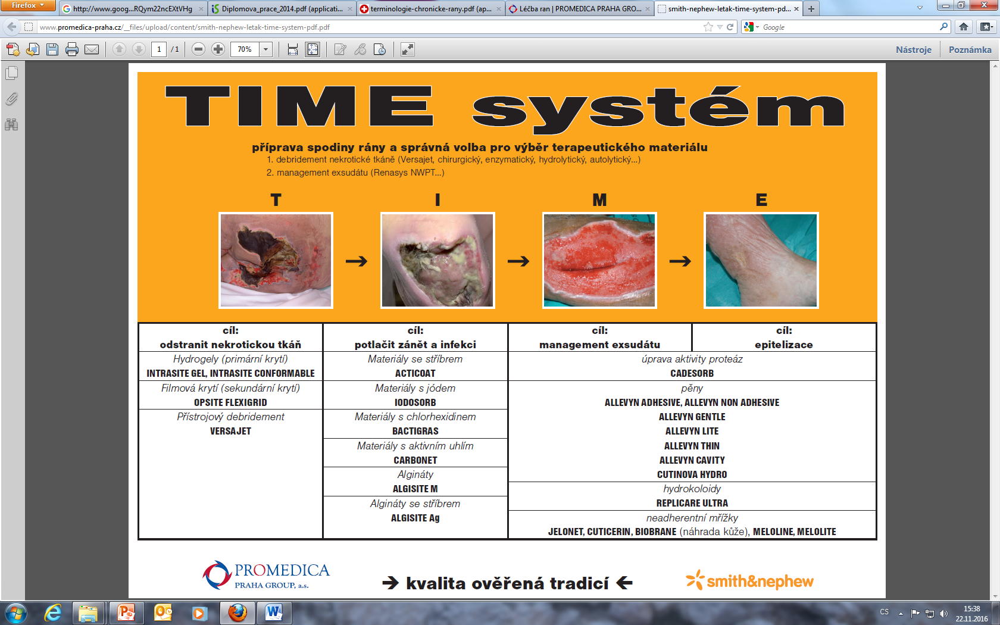 Firefox
http://www.goog...RQym22ncEXtVHg
Diplomova_prace_2014.pdf (applicati...
terminologie-chronicke-rany.pdf (ap...
Léčba ran | PROMEDICA PRAHA GRO...
smith-nephew-letak-time-system-pd...
www.promedica-praha.cz/__files/upload/content/smith-nephew-letak-time-system-pdf.pdf
Google
1 / 1
70%
Nástroje
Poznámka
TIME systém
příprava spodiny rány a správná volba pro výběr terapeutického materiálu
1. debridement nekrotické tkáně (Versajet, chirurgický, enzymatický, hydrolytický, autolytický...)
2. management exsudátu (Renasys NWPT...)
T I M E
cíl:
odstranit nekrotickou tkáň
Hydrogely (primární krytí)
INTRASITE GEL, INTRASITE CONFORMABLE
Filmová krytí (sekundární krytí)
OPSITE FLEXIGRID
Přístrojový debridement
VERSAJET
cíl:
potlačit zánět a infekci
Materiály se stříbrem
ACTICOAT
Materiály s jódem
IODOSORB
Materiály s chlorhexidinem
BACTIGRAS
Materiály s aktivním uhlím
CARBONET
Algináty
ALGISITE M
Algináty se stříbrem
ALGISITE Ag
cíl:
management exsudátu
cíl:
epitelizace
úprava aktivity proteáz
CADESORB
pěny
ALLEVYN ADHESIVE, ALLEVYN NON ADHESIVE
ALLEVYN GENTLE
ALLEVYN LITE
ALLEVYN THIN
ALLEVYN CAVITY
CUTINOVA HYDRO
hydrokoloidy
REPLICARE ULTRA
neadherentní mřížky
JELONET, CUTICERIN, BIOBRANE (náhrada kůže), MELOLINE, MELOLITE
PROMEDICA
PRAHA GROUP, a.s.
➔ kvalita ověřená tradicí ←
smith&nephew
CS
15:38
22.11.2016